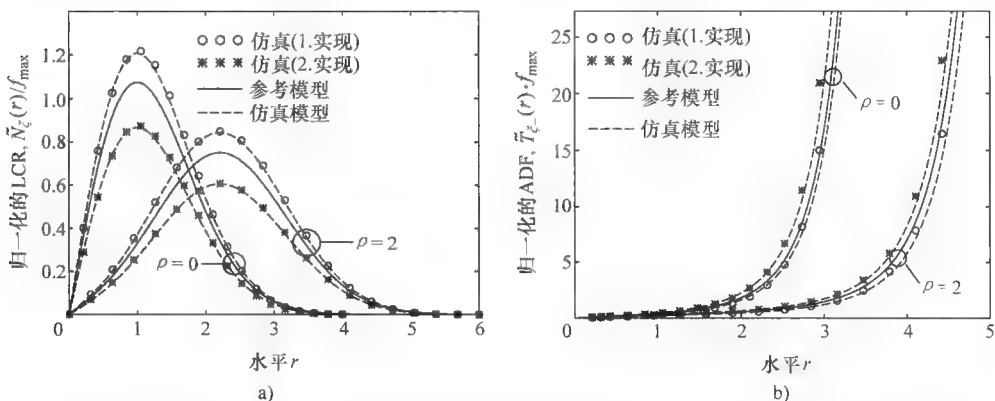 归一化的LCR, Ñ_ζ(r)/f_max
1.2
1.0
0.8
0.6
0.4
0.2
0
1
2
3
4
5
6
仿真(1.实现)
仿真(2.实现)
参考模型
仿真模型
ρ=2
ρ=0
水平r
a)
归一化的ADF, T̃_ζ_(r)·f_max
25
20
15
10
5
0
1
2
3
4
5
仿真(1.实现)
仿真(2.实现)
参考模型
仿真模型
ρ=0
ρ=2
水平r
b)